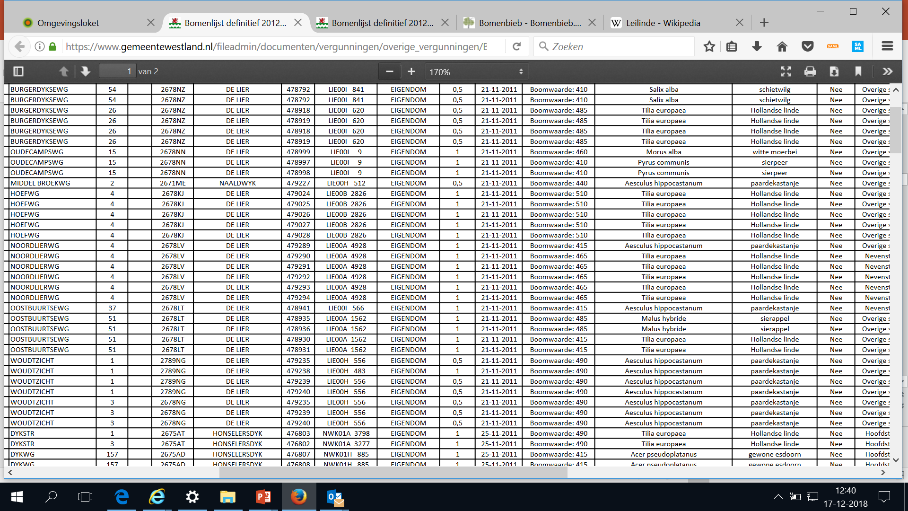 Omgevingsloket
Bomenlijst definitief 2012...
Bomenlijst definitief 2012...
Bomenbieb - Bomenbieb....
Leilinde - Wikipedia
https://www.gemeentewestland.nl/fileadmin/documenten/vergunningen/overige_vergunningen/B
Zoeken
1 van 2
170%
BURGERDYKSEWG 54 2678NZ DE LIER 478792 LIE00I 841 EIGENDOM 0,5 21-11-2011 Boomwaarde: 410 Salix alba schietwilg Nee Overige s
BURGERDYKSEWG 54 2678NZ DE LIER 478792 LIE00I 841 EIGENDOM 0,5 21-11-2011 Boomwaarde: 410 Salix alba schietwilg Nee Overige s
BURGERDYKSEWG 26 2678NZ DE LIER 478918 LIE00I 620 EIGENDOM 0,5 21-11-2011 Boomwaarde: 485 Tilia europaea Hollandse linde Nee Overige s
BURGERDYKSEWG 26 2678NZ DE LIER 478919 LIE00I 620 EIGENDOM 0,5 21-11-2011 Boomwaarde: 485 Tilia europaea Hollandse linde Nee Overige s
BURGERDYKSEWG 26 2678NZ DE LIER 478918 LIE00I 620 EIGENDOM 0,5 21-11-2011 Boomwaarde: 485 Tilia europaea Hollandse linde Nee Overige s
BURGERDYKSEWG 26 2678NZ DE LIER 478919 LIE00I 620 EIGENDOM 0,5 21-11-2011 Boomwaarde: 485 Tilia europaea Hollandse linde Nee Overige s
OUDECAMPSWG 15 2678NN DE LIER 478999 LIE00I 9 EIGENDOM 1 21-11-2011 Boomwaarde: 460 Morus alba witte moerbei Nee Overige s
OUDECAMPSWG 15 2678NN DE LIER 478997 LIE00I 9 EIGENDOM 1 21-11-2011 Boomwaarde: 410 Pyrus communis sierpeer Nee Overige s
OUDECAMPSWG 15 2678NN DE LIER 478998 LIE00I 9 EIGENDOM 1 21-11-2011 Boomwaarde: 410 Pyrus communis sierpeer Nee Overige s
MIDDEL BROEKWG 2 2671ME NAALDWYK 479227 LIE00H 512 EIGENDOM 0,5 21-11-2011 Boomwaarde: 440 Aesculus hippocastanum paardekastanje Nee Overige s
HOEFWG 4 2678KJ DE LIER 479024 LIE00B 2826 EIGENDOM 1 21-11-2011 Boomwaarde: 510 Tilia europaea Hollandse linde Nee Overige s
HOEFWG 4 2678KJ DE LIER 479025 LIE00B 2826 EIGENDOM 1 21-11-2011 Boomwaarde: 510 Tilia europaea Hollandse linde Nee Overige s
HOEFWG 4 2678KJ DE LIER 479026 LIE00B 2826 EIGENDOM 1 21-11-2011 Boomwaarde: 510 Tilia europaea Hollandse linde Nee Overige s
HOEFWG 4 2678KJ DE LIER 479027 LIE00B 2826 EIGENDOM 1 21-11-2011 Boomwaarde: 510 Tilia europaea Hollandse linde Nee Overige s
HOEFWG 4 2678KJ DE LIER 479028 LIE00B 2826 EIGENDOM 1 21-11-2011 Boomwaarde: 510 Tilia europaea Hollandse linde Nee Overige s
NOORDLIERWG 4 2678LV DE LIER 479289 LIE00A 4928 EIGENDOM 1 21-11-2011 Boomwaarde: 415 Aesculus hippocastanum paardekastanje Nee Overige s
NOORDLIERWG 4 2678LV DE LIER 479290 LIE00A 4928 EIGENDOM 1 21-11-2011 Boomwaarde: 465 Tilia europaea Hollandse linde Nee Nevenst
NOORDLIERWG 4 2678LV DE LIER 479291 LIE00A 4928 EIGENDOM 1 21-11-2011 Boomwaarde: 465 Tilia europaea Hollandse linde Nee Nevenst
NOORDLIERWG 4 2678LV DE LIER 479292 LIE00A 4928 EIGENDOM 1 21-11-2011 Boomwaarde: 465 Tilia europaea Hollandse linde Nee Nevenst
NOORDLIERWG 4 2678LV DE LIER 479293 LIE00A 4928 EIGENDOM 1 21-11-2011 Boomwaarde: 465 Tilia europaea Hollandse linde Nee Nevenst
NOORDLIERWG 4 2678LV DE LIER 479294 LIE00A 4928 EIGENDOM 1 21-11-2011 Boomwaarde: 465 Tilia europaea Hollandse linde Nee Nevenst
OOSTBUURTSEWG 37 2678LT DE LIER 478941 LIE00I 566 EIGENDOM 1 21-11-2011 Boomwaarde: 415 Aesculus hippocastanum paardekastanje Nee Overige s
OOSTBUURTSEWG 51 2678LT DE LIER 478935 LIE00A 1562 EIGENDOM 1 21-11-2011 Boomwaarde: 485 Malus hybride sierappel Nee Overige s
OOSTBUURTSEWG 51 2678LT DE LIER 478936 LIE00A 1562 EIGENDOM 1 21-11-2011 Boomwaarde: 485 Malus hybride sierappel Nee Overige s
OOSTBUURTSEWG 51 2678LT DE LIER 478930 LIE00A 1562 EIGENDOM 1 21-11-2011 Boomwaarde: 415 Tilia europaea Hollandse linde Nee Overige s
OOSTBUURTSEWG 51 2678LT DE LIER 478931 LIE00A 1562 EIGENDOM 1 21-11-2011 Boomwaarde: 415 Tilia europaea Hollandse linde Nee Overige s
WOUDTZICHT 1 2789NG DE LIER 479235 LIE00H 556 EIGENDOM 0,5 21-11-2011 Boomwaarde: 490 Aesculus hippocastanum paardekastanje Nee Overige s
WOUDTZICHT 1 2789NG DE LIER 479238 LIE00H 483 EIGENDOM 1 21-11-2011 Boomwaarde: 490 Aesculus hippocastanum paardekastanje Nee Overige s
WOUDTZICHT 1 2789NG DE LIER 479239 LIE00H 556 EIGENDOM 0,5 21-11-2011 Boomwaarde: 490 Aesculus hippocastanum paardekastanje Nee Overige s
WOUDTZICHT 1 2789NG DE LIER 479240 LIE00H 556 EIGENDOM 0,5 21-11-2011 Boomwaarde: 490 Aesculus hippocastanum paardekastanje Nee Overige s
WOUDTZICHT 3 2678NG DE LIER 479235 LIE00H 556 EIGENDOM 0,5 21-11-2011 Boomwaarde: 490 Aesculus hippocastanum paardekastanje Nee Overige s
WOUDTZICHT 3 2678NG DE LIER 479239 LIE00H 556 EIGENDOM 0,5 21-11-2011 Boomwaarde: 490 Aesculus hippocastanum paardekastanje Nee Overige s
WOUDTZICHT 3 2678NG DE LIER 479240 LIE00H 556 EIGENDOM 0,5 21-11-2011 Boomwaarde: 490 Aesculus hippocastanum paardekastanje Nee Overige s
DYKSTR 1 2675AT HONSELERSDYK 476803 NWK01A 3798 EIGENDOM 1 25-11-2011 Boomwaarde: 490 Tilia europaea Hollandse linde Nee Hoofdst
DYKSTR 3 2675AT HONSELERSDYK 476802 NWK01A 3277 EIGENDOM 1 25-11-2011 Boomwaarde: 490 Tilia europaea Hollandse linde Nee Hoofdst
DYKWG 157 2675AD HONSELERSDYK 476807 NWK01H 885 EIGENDOM 1 25-11-2011 Boomwaarde: 415 Acer pseudoplatanus gewone esdoorn Nee Overige s
DYKWG 157 2675AD HONSELERSDYK 476808 NWK01H 885 EIGENDOM 1 25-11-2011 Boomwaarde: 415 Acer pseudoplatanus gewone esdoorn Nee Overige s
12:40
17-12-2018